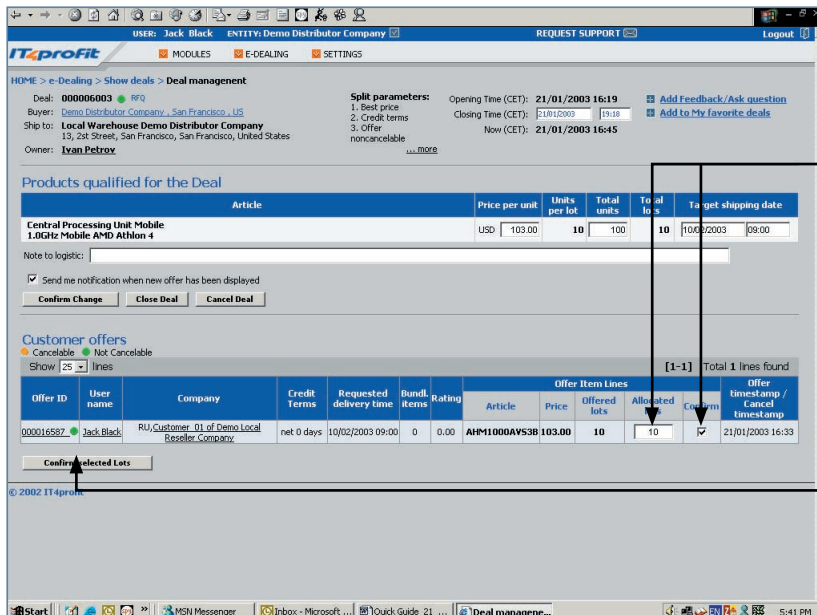 USER: Jack Black ENTITY: Demo Distributor Company REQUEST SUPPORT Logout
IT4profit MODULES E-DEALING SETTINGS
HOME > e-Dealing > Show deals > Deal management
Deal: 000006003 RFQ
Buyer: Demo Distributor Company , San Francisco , US
Ship to: Local Warehouse Demo Distributor Company
13, 2st Street, San Francisco, San Francisco, United States
Owner: Ivan Petrov
Split parameters:
1. Best price
2. Credit terms
3. Offer
noncancelable
... more
Opening Time (CET): 21/01/2003 16:19
Closing Time (CET): 21/01/2003 19:18
Now (CET): 21/01/2003 16:45
Add Feedback/Ask question
Add to My favorite deals
Products qualified for the Deal
Article Price per unit Units per lot Total units Total lots Target shipping date
Central Processing Unit Mobile
1.0GHz Mobile AMD Athlon 4
USD 103.00 10 100 10 10/02/2003 09:00
Note to logistic:
Send me notification when new offer has been displayed
Confirm Change Close Deal Cancel Deal
Customer offers
Cancelable Not Cancelable
Show 25 lines [1-1] Total 1 lines found
Offer ID User name Company Credit Terms Requested delivery time Bundl. items Rating Offer Item Lines Offer timestamp / Cancel timestamp
Article Price Offered lots Allocated Confirm
000016587 Jack Black RU,Customer 01 of Demo Local Reseller Company net 0 days 10/02/2003 09:00 0 0.00 AHM1000AVS3B 103.00 10 10 21/01/2003 16:33
Confirm selected Lots
© 2002 IT4profit
Start MSN Messenger Inbox - Microsoft ... Quick Guide 21 ... Deal manageme... EN 5:41 PM